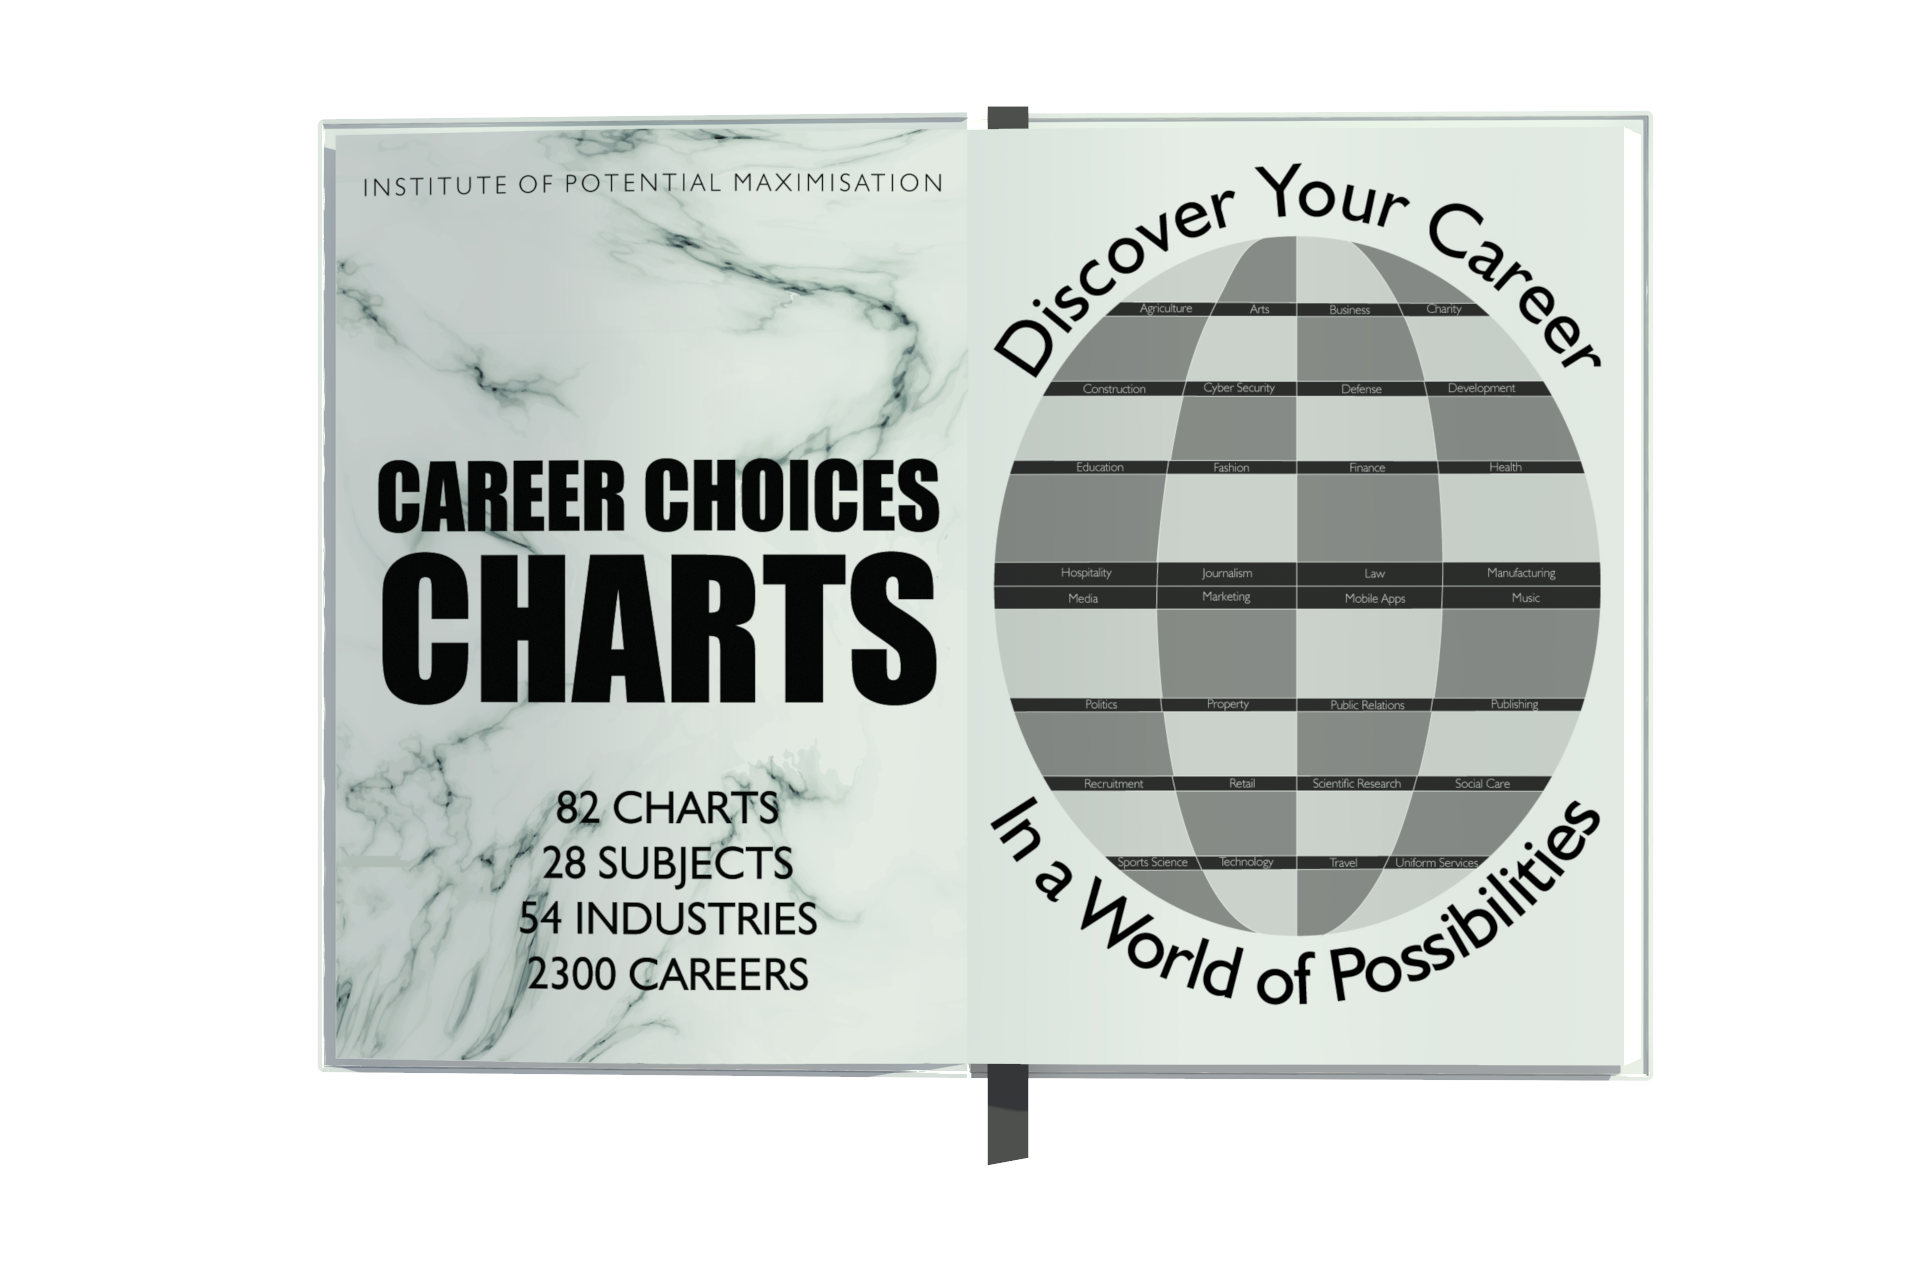 INSTITUTE OF POTENTIAL MAXIMISATION
CAREER CHOICES
CHARTS
82 CHARTS
28 SUBJECTS
54 INDUSTRIES
2300 CAREERS
Discover Your Career
Agriculture Arts Business Charity
Construction Cyber Security Defense Development
Education Fashion Finance Health
Hospitality Journalism Law Manufacturing
Media Marketing Mobile Apps Music
Politics Property Public Relations Publishing
Recruitment Retail Scientific Research Social Care
Sports Science Technology Travel Uniform Services
In a World of Possibilities